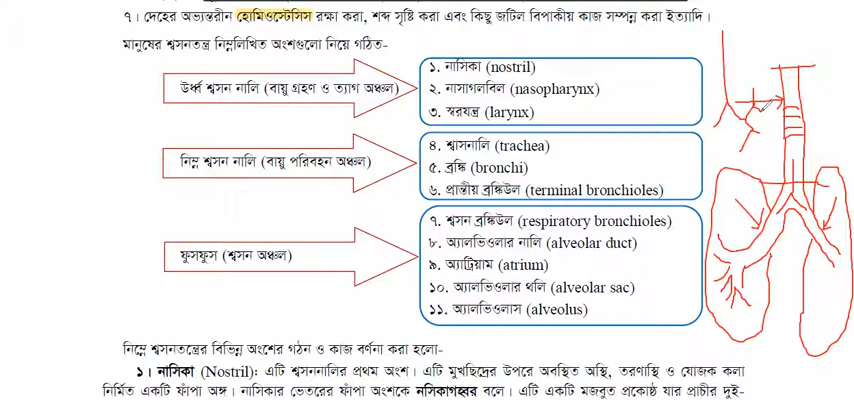 ৭। দেহের অভ্যন্তরীন হোমিওস্টেসিস রক্ষা করা, শব্দ সৃষ্টি করা এবং কিছু জটিল বিপাকীয় কাজ সম্পন্ন করা ইত্যাদি।
মানুষের শ্বসনতন্ত্র নিম্নলিখিত অংশগুলো নিয়ে গঠিত-
উর্ধ্ব শ্বসন নালি (বায়ু গ্রহণ ও ত্যাগ অঞ্চল)
১. নাসিকা (nostril)
২. নাসাগলবিল (nasopharynx)
৩. স্বরযন্ত্র (larynx)
নিম্ন শ্বসন নালি (বায়ু পরিবহন অঞ্চল)
৪. শ্বাসনালি (trachea)
৫. ব্রঙ্কি (bronchi)
৬. প্রান্তীয় ব্রঙ্কিউল (terminal bronchioles)
ফুসফুস (শ্বসন অঞ্চল)
৭. শ্বসন ব্রঙ্কিউল (respiratory bronchioles)
৮. অ্যালভিওলার নালি (alveolar duct)
৯. অ্যাট্রিয়াম (atrium)
১০. অ্যালভিওলার থলি (alveolar sac)
১১. অ্যালভিওলাস (alveolus)
নিম্নে শ্বসনতন্ত্রের বিভিন্ন অংশের গঠন ও কাজ বর্ণনা করা হলো-
১। নাসিকা (Nostril): এটি শ্বসননালির প্রথম অংশ। এটি মুখছিদ্রের উপরে অবস্থিত অস্থি, তরণাস্থি ও যোজক কলা
নির্মিত একটি ফাঁপা অঙ্গ। নাসিকার ভেতরের ফাঁপা অংশকে নসিকাগহ্বর বলে। এটি একটি মজবুত প্রকোষ্ঠ যার প্রাচীর দুই-